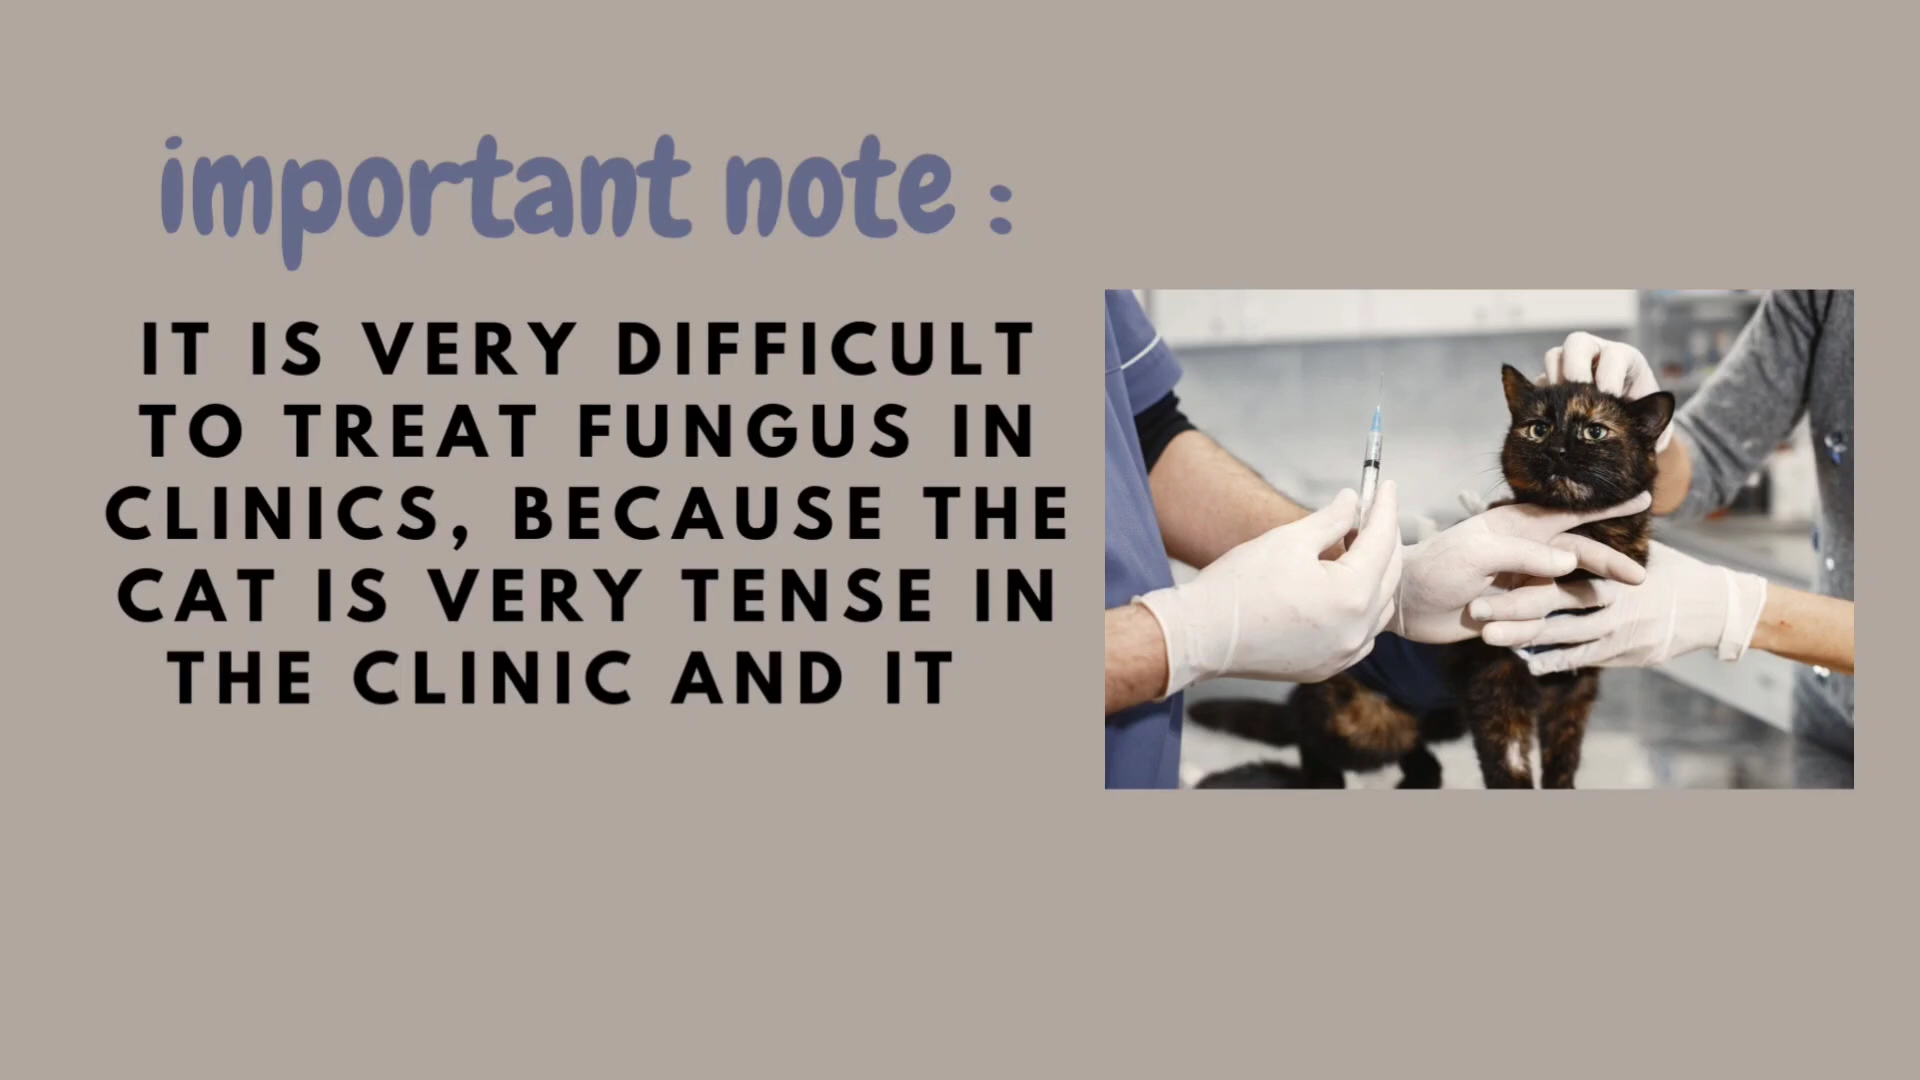 important note :
IT IS VERY DIFFICULT
TO TREAT FUNGUS IN
CLINICS, BECAUSE THE
CAT IS VERY TENSE IN
THE CLINIC AND IT